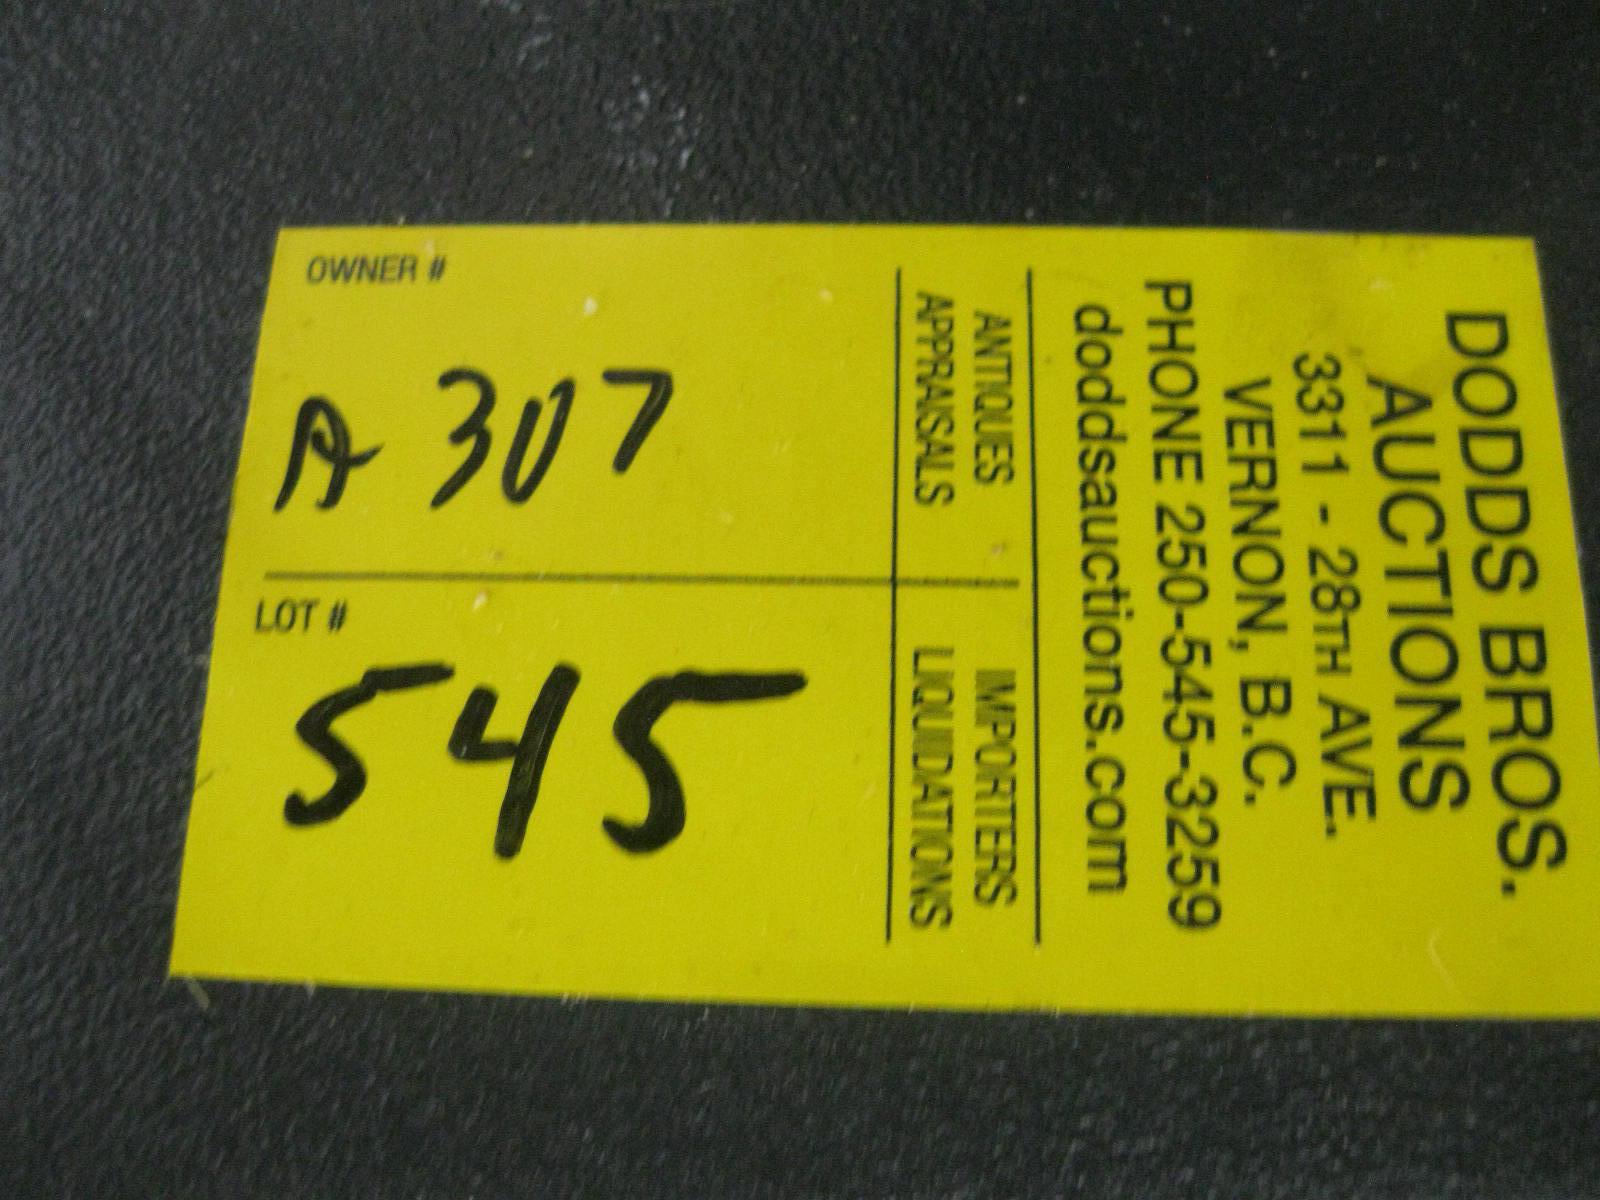 DODDS BROS.
AUCTIONS
3311 - 28TH AVE.
VERNON, B.C.
PHONE 250-545-3259
doddsauctions.com
ANTIQUES IMPORTERS
APPRAISALS LIQUIDATIONS
OWNER #
A 307
LOT #
545